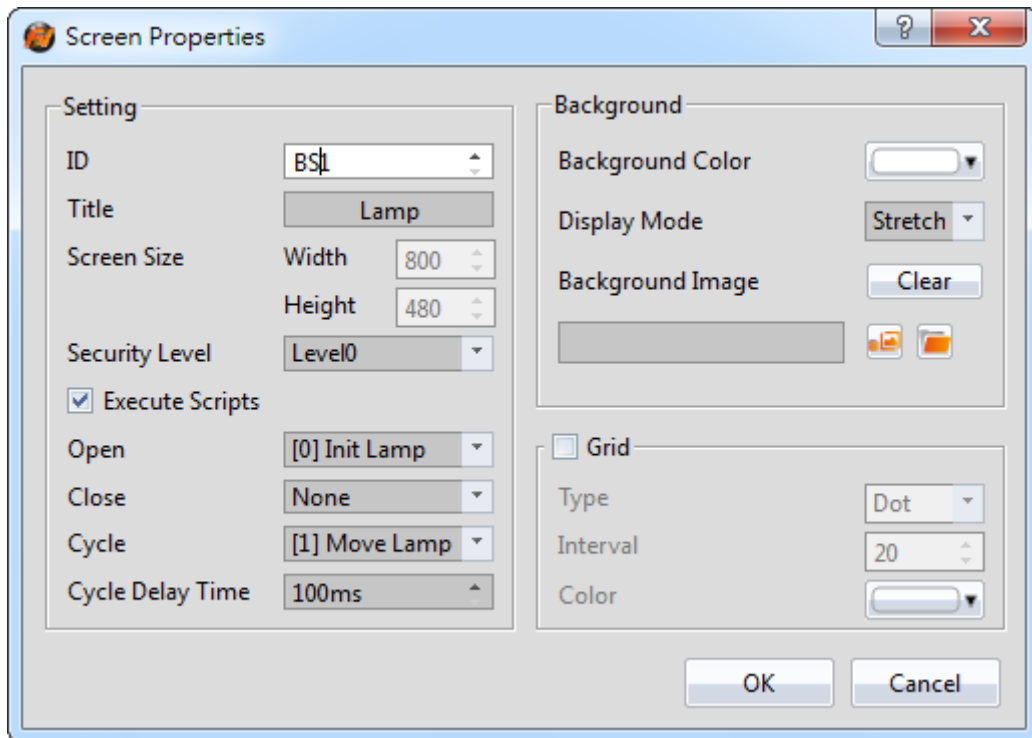 Screen Properties
?
Setting
ID BS1
Title Lamp
Screen Size Width 800
Height 480
Security Level Level0
Execute Scripts
Open [0] Init Lamp
Close None
Cycle [1] Move Lamp
Cycle Delay Time 100ms
Background
Background Color
Display Mode Stretch
Background Image Clear
Grid
Type Dot
Interval 20
Color
OK Cancel